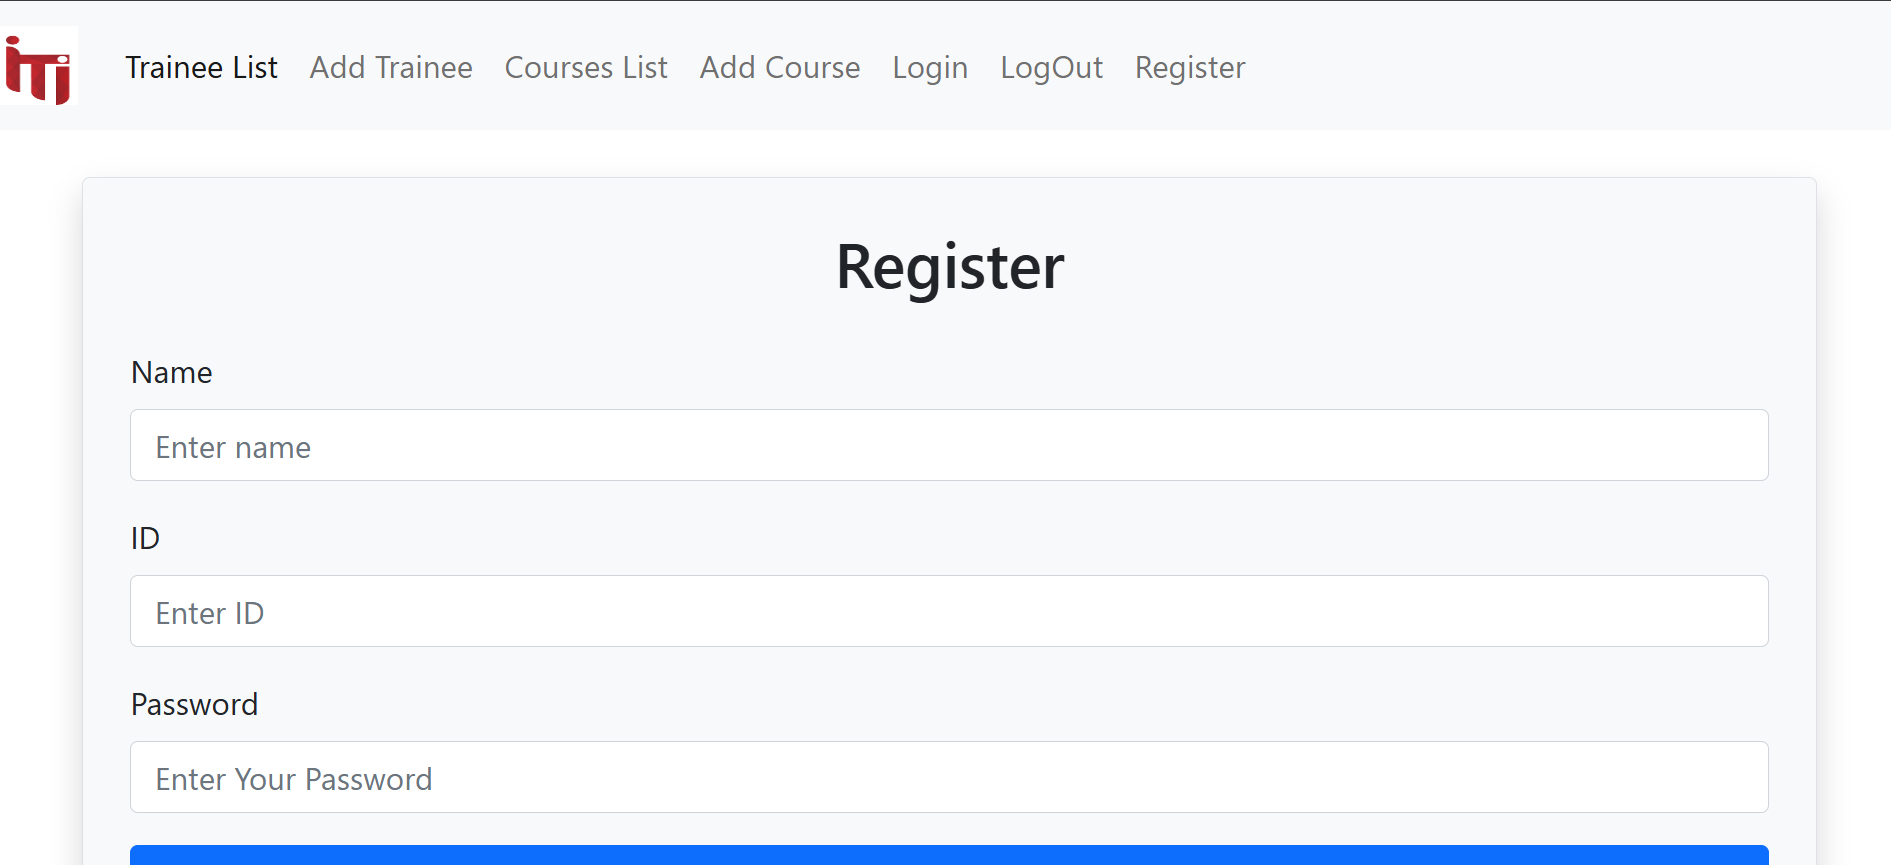 iTi
Trainee List Add Trainee Courses List Add Course Login LogOut Register
Register
Name
Enter name
ID
Enter ID
Password
Enter Your Password